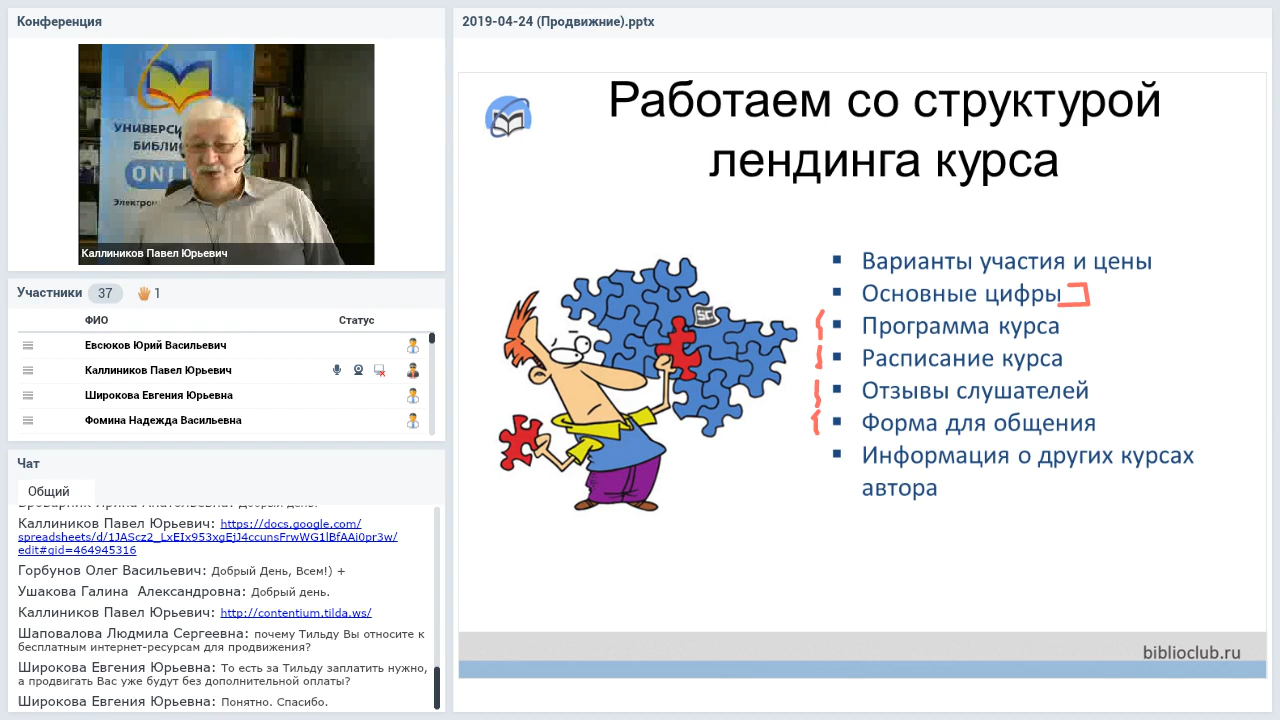 Конференция
УНИВЕРСИ
БИБЛИО
ONL
Электрон
Каллиников Павел Юрьевич
Участники 37 1
ФИО Статус
Евсюков Юрий Васильевич
Каллиников Павел Юрьевич
Широкова Евгения Юрьевна
Фомина Надежда Васильевна
Чат
Общий
Каллиников Павел Юрьевич: https://docs.google.com/
spreadsheets/d/1JAScz2_LxEIx953xgEjJ4ccunsFrwWG1lBfAAi0pr3w/
edit#gid=464945316
Горбунов Олег Васильевич: Добрый День, Всем!) +
Ушакова Галина Александровна: Добрый день.
Каллиников Павел Юрьевич: http://contentium.tilda.ws/
Шаповалова Людмила Сергеевна: почему Тильду Вы относите к
бесплатным интернет-ресурсам для продвижения?
Широкова Евгения Юрьевна: То есть за Тильду заплатить нужно,
а продвигать Вас уже будут без дополнительной оплаты?
Широкова Евгения Юрьевна: Понятно. Спасибо.
2019-04-24 (Продвижние).pptx
Работаем со структурой
лендинга курса
SC
▪ Варианты участия и цены
▪ Основные цифры
▪ Программа курса
▪ Расписание курса
▪ Отзывы слушателей
▪ Форма для общения
▪ Информация о других курсах
автора
biblioclub.ru